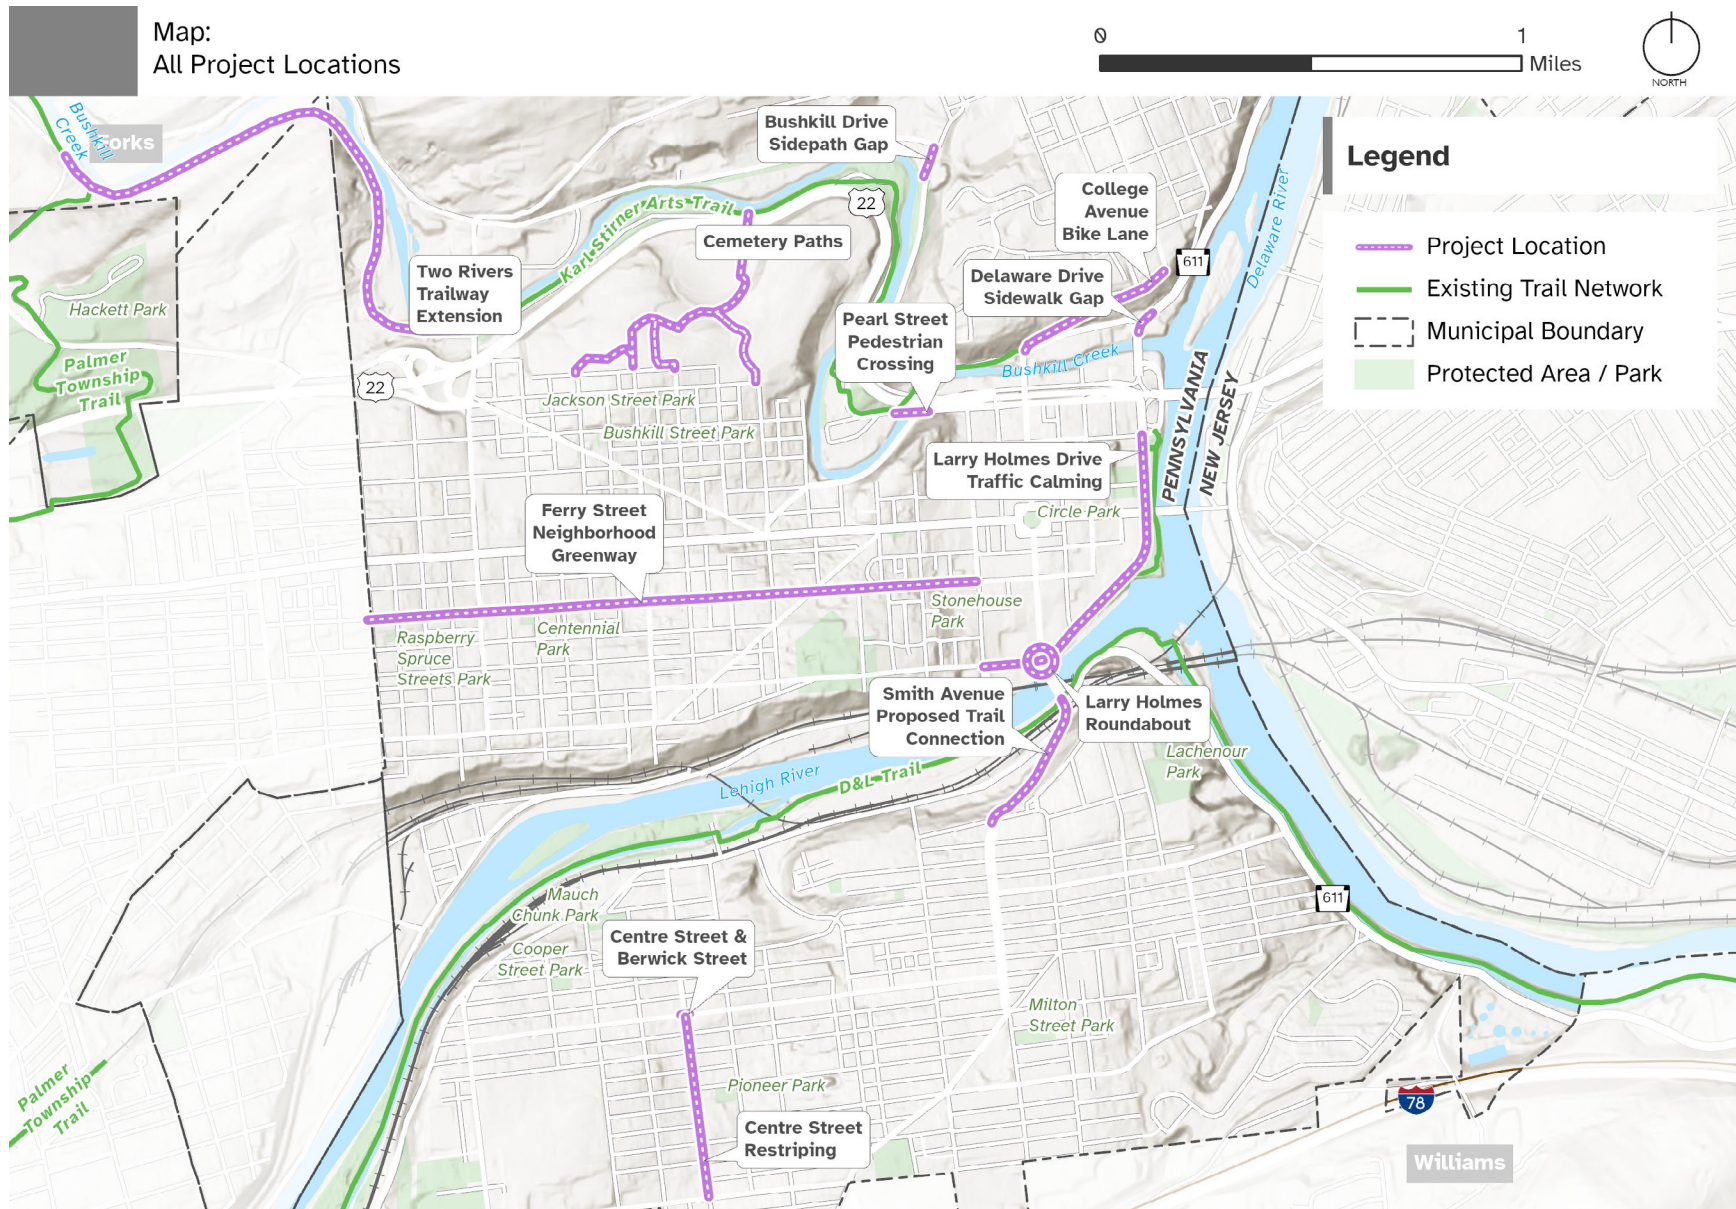 Map:
All Project Locations
0
1
Miles
NORTH
Legend
Project Location
Existing Trail Network
Municipal Boundary
Protected Area / Park
Bushkill
Creek
Forks
Bushkill Drive
Sidepath Gap
22
Karl Stirner Arts Trail
Cemetery Paths
College
Avenue
Bike Lane
611
Delaware River
Two Rivers
Trailway
Extension
Delaware Drive
Sidewalk Gap
Hackett Park
Pearl Street
Pedestrian
Crossing
Bushkill Creek
Palmer
Township
Trail
22
PENNSYLVANIA
NEW JERSEY
Jackson Street Park
Bushkill Street Park
Larry Holmes Drive
Traffic Calming
Circle Park
Ferry Street
Neighborhood
Greenway
Stonehouse
Park
Raspberry
Spruce
Streets Park
Centennial
Park
Smith Avenue
Proposed Trail
Connection
Larry Holmes
Roundabout
Lachenour
Park
Lehigh River
D&L Trail
Mauch
Chunk Park
Cooper
Street Park
611
Centre Street &
Berwick Street
Milton
Street Park
Palmer
Township
Trail
Pioneer Park
78
Centre Street
Restriping
Williams